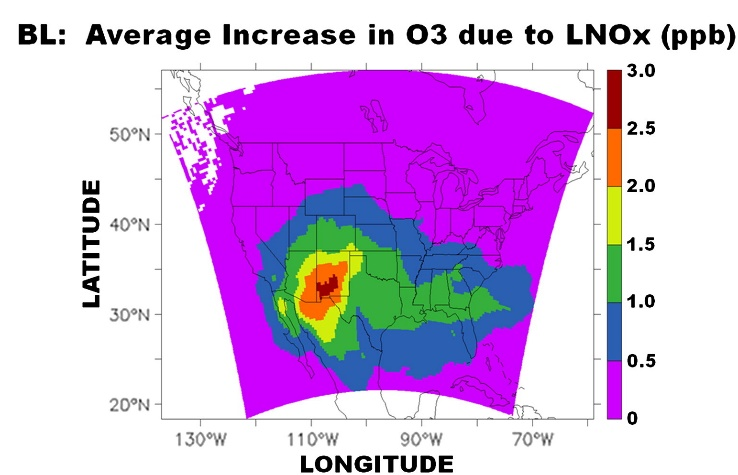 BL:  Average Increase in O3 due to LNOx (ppb)
3.0
2.5
2.0
1.5
1.0
0.5
0
50°N
40°N
30°N
20°N
LATITUDE
130°W 110°W 90°W 70°W
LONGITUDE